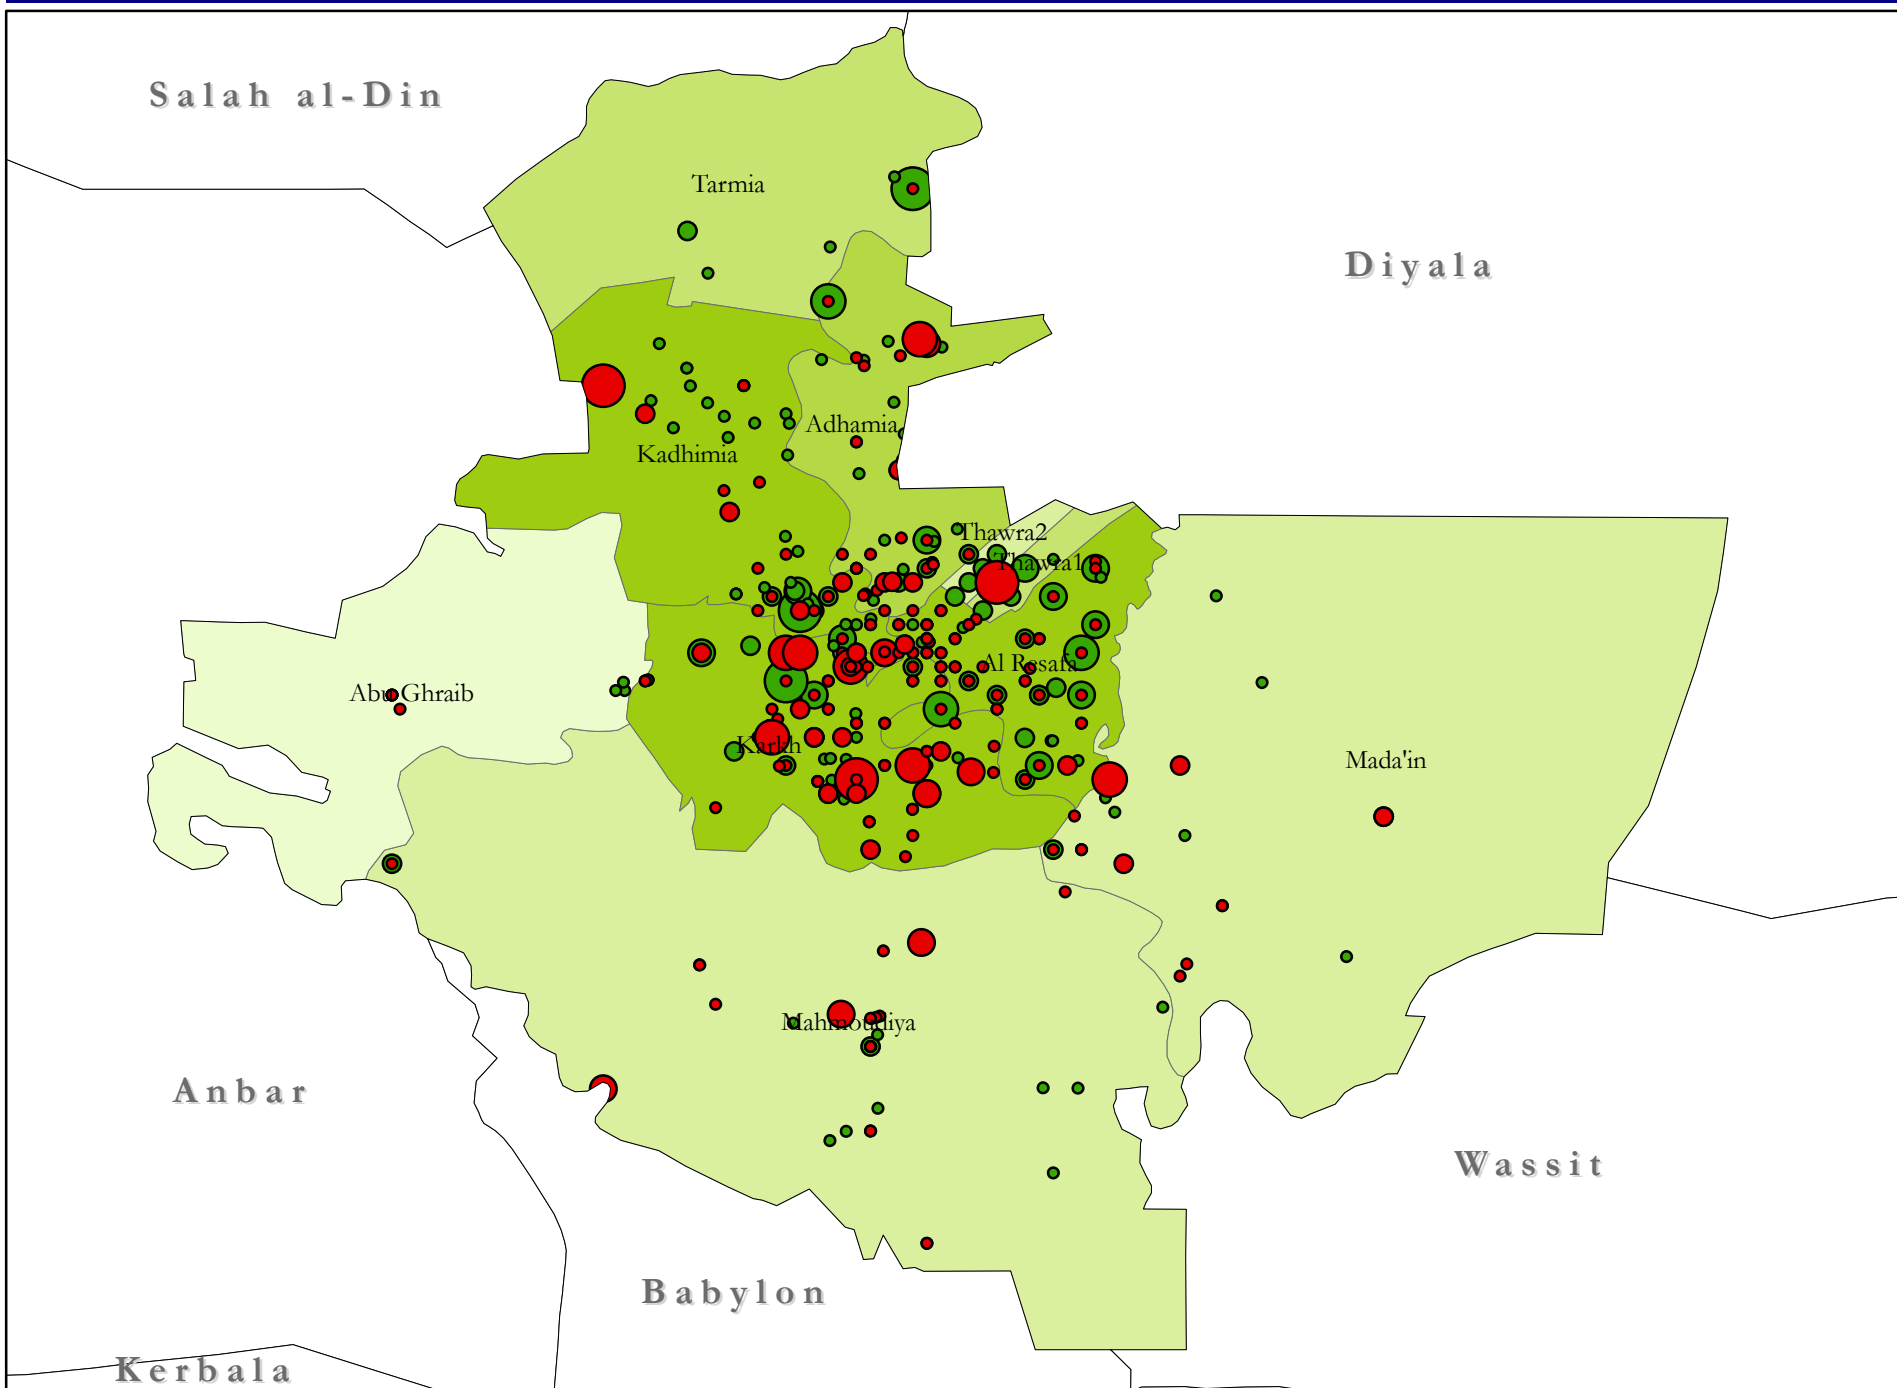 Salah al-Din
Tarmia
Diyala
Adhamia
Kadhimia
Thawra2
Thawra1
Al Resafa
Abu Ghraib
Karkh
Mada'in
Mahmoudiya
Anbar
Wassit
Babylon
Kerbala